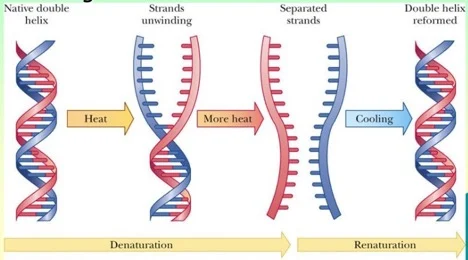 Native double
helix
Strands
unwinding
Separated
strands
Double helix
reformed
Heat
More heat
Cooling
Denaturation
Renaturation